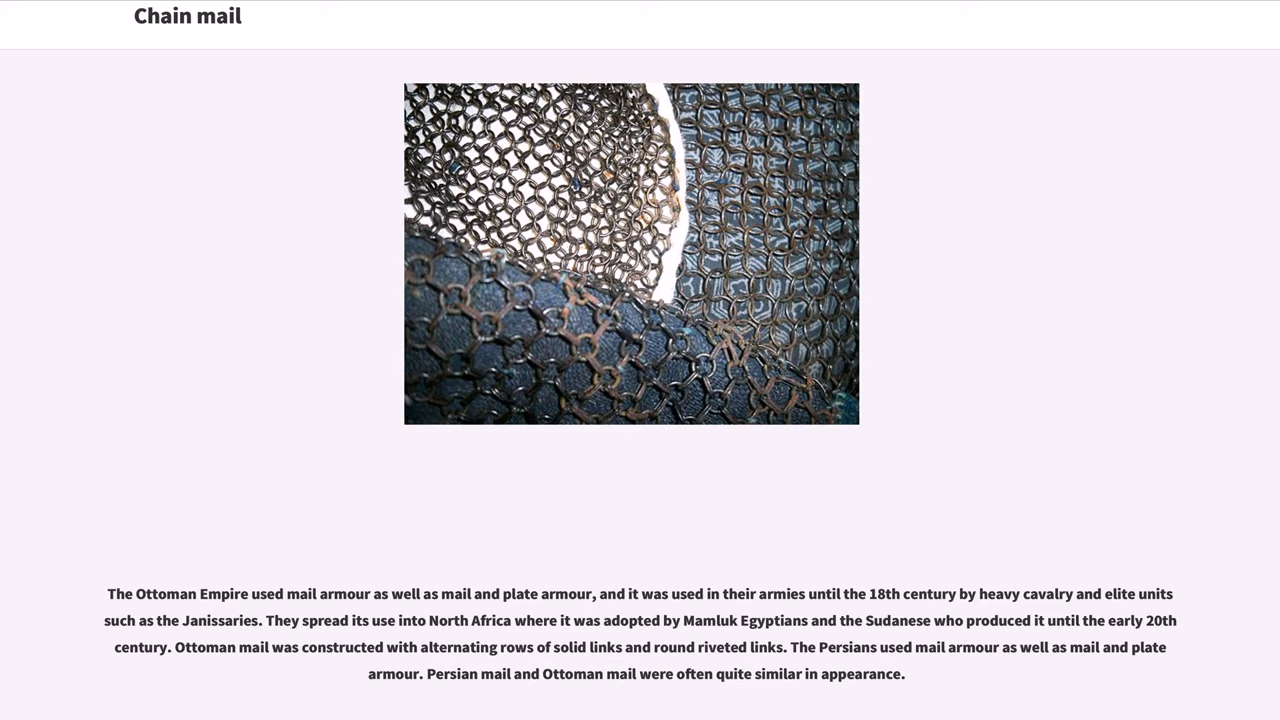 Chain mail
The Ottoman Empire used mail armour as well as mail and plate armour, and it was used in their armies until the 18th century by heavy cavalry and elite units
such as the Janissaries. They spread its use into North Africa where it was adopted by Mamluk Egyptians and the Sudanese who produced it until the early 20th
century. Ottoman mail was constructed with alternating rows of solid links and round riveted links. The Persians used mail armour as well as mail and plate
armour. Persian mail and Ottoman mail were often quite similar in appearance.